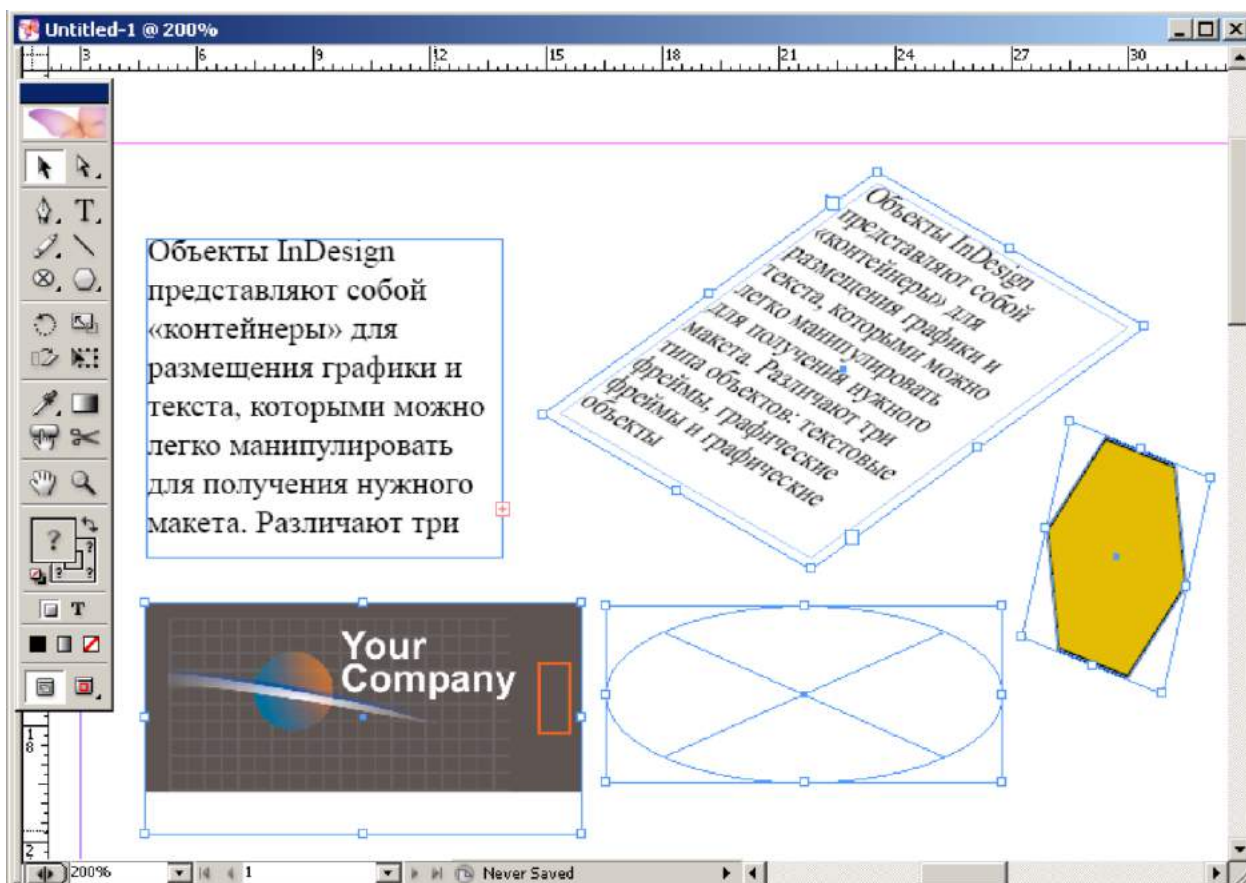 Untitled-1 @ 200%
3 6 9 12 15 18 21 24 27 30
T
Объекты InDesign
представляют собой
«контейнеры» для
размещения графики и
текста, которыми можно
легко манипулировать
для получения нужного
макета. Различают три
Объекты InDesign
представляют собой
«контейнеры» для
размещения графики и
текста, которыми можно
легко манипулировать
для получения нужного
макета. Различают три
типа объектов: текстовые
фреймы, графические
фреймы и графические
объекты
?
?
?
?
T
Your
Company
1
8
2
200%
1
Never Saved